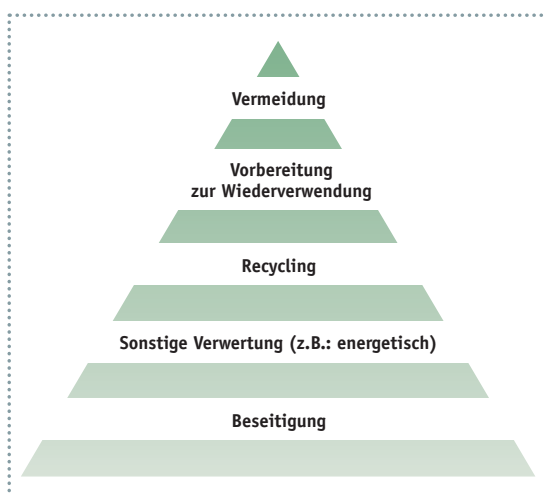 Vermeidung
Vorbereitung
zur Wiederverwendung
Recycling
Sonstige Verwertung (z.B.: energetisch)
Beseitigung